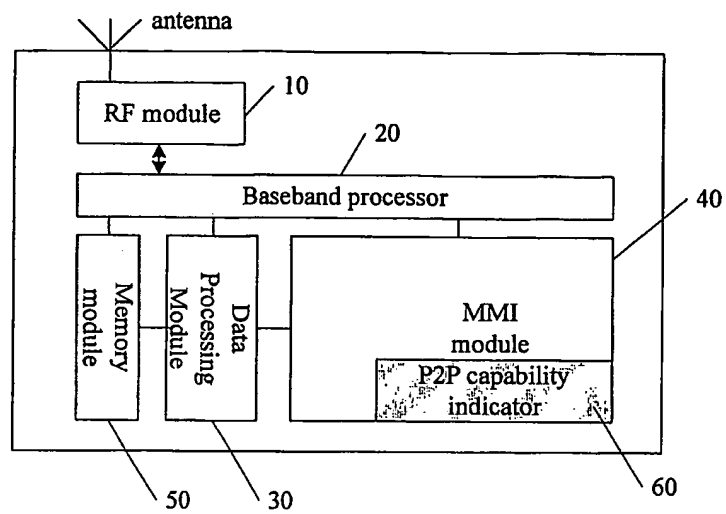 antenna
10
RF module
20
Baseband processor
40
Memory
module
Data
Processing
Module
MMI
module
P2P capability
indicator
50
30
60